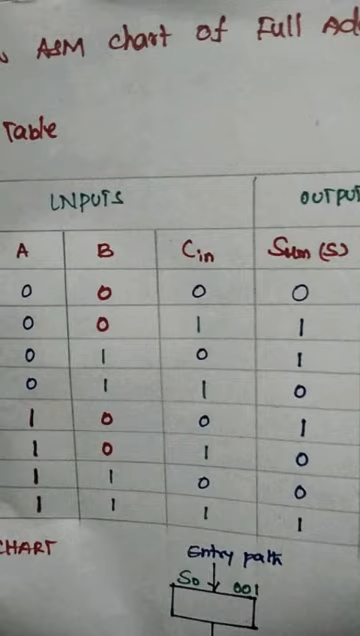 ASM chart of Full
Table
INPUTS OUTPU
A B Cin Sum (S)
0 0 0 0
0 0 1 1
0 1 0 1
0 1 1 0
1 0 0 1
1 0 1 0
1 1 0 0
1 1 1 1
CHART
Entry path
S0 001